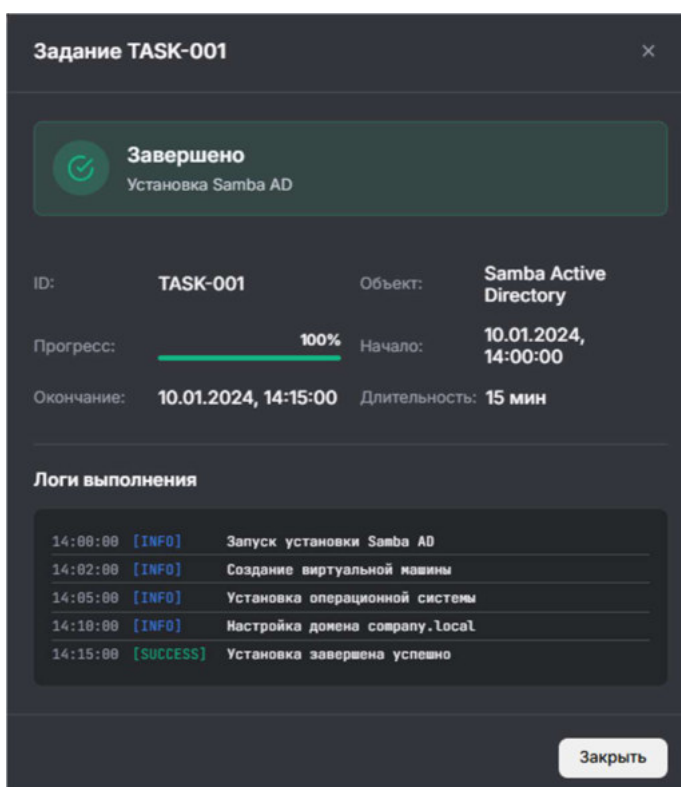 Задание TASK-001
Завершено
Установка Samba AD
ID: TASK-001 Объект: Samba Active Directory
Прогресс: 100% Начало: 10.01.2024, 14:00:00
Окончание: 10.01.2024, 14:15:00 Длительность: 15 мин
Логи выполнения
14:00:00 [INFO] Запуск установки Samba AD
14:02:00 [INFO] Создание виртуальной машины
14:05:00 [INFO] Установка операционной системы
14:10:00 [INFO] Настройка домена company.local
14:15:00 [SUCCESS] Установка завершена успешно
Закрыть